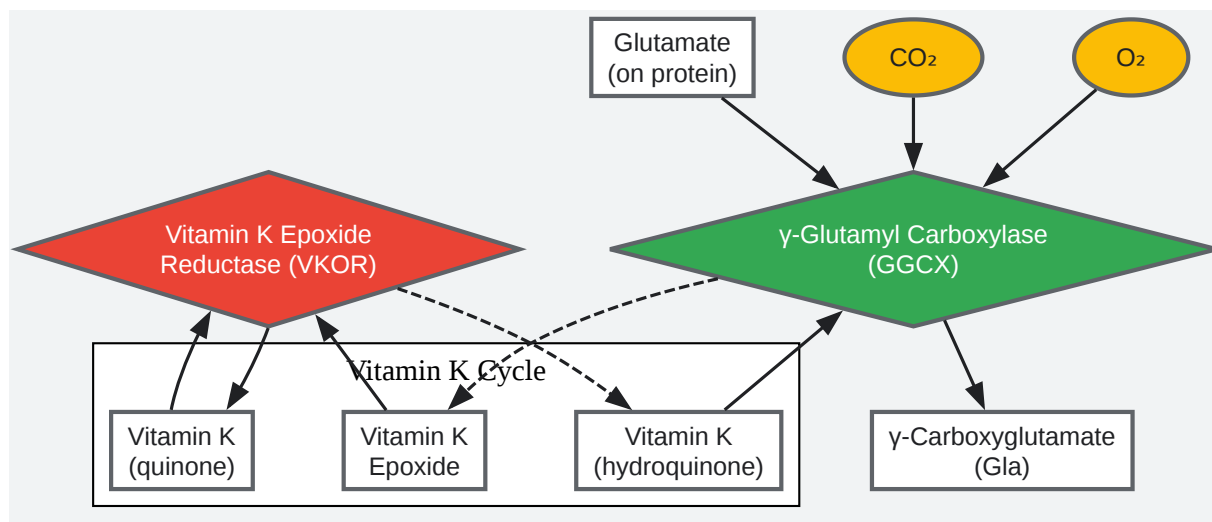 Glutamate
(on protein)
CO₂
O₂
Vitamin K Epoxide
Reductase (VKOR)
γ-Glutamyl Carboxylase
(GGCX)
Vitamin K Cycle
Vitamin K
(quinone)
Vitamin K
Epoxide
Vitamin K
(hydroquinone)
γ-Carboxyglutamate
(Gla)